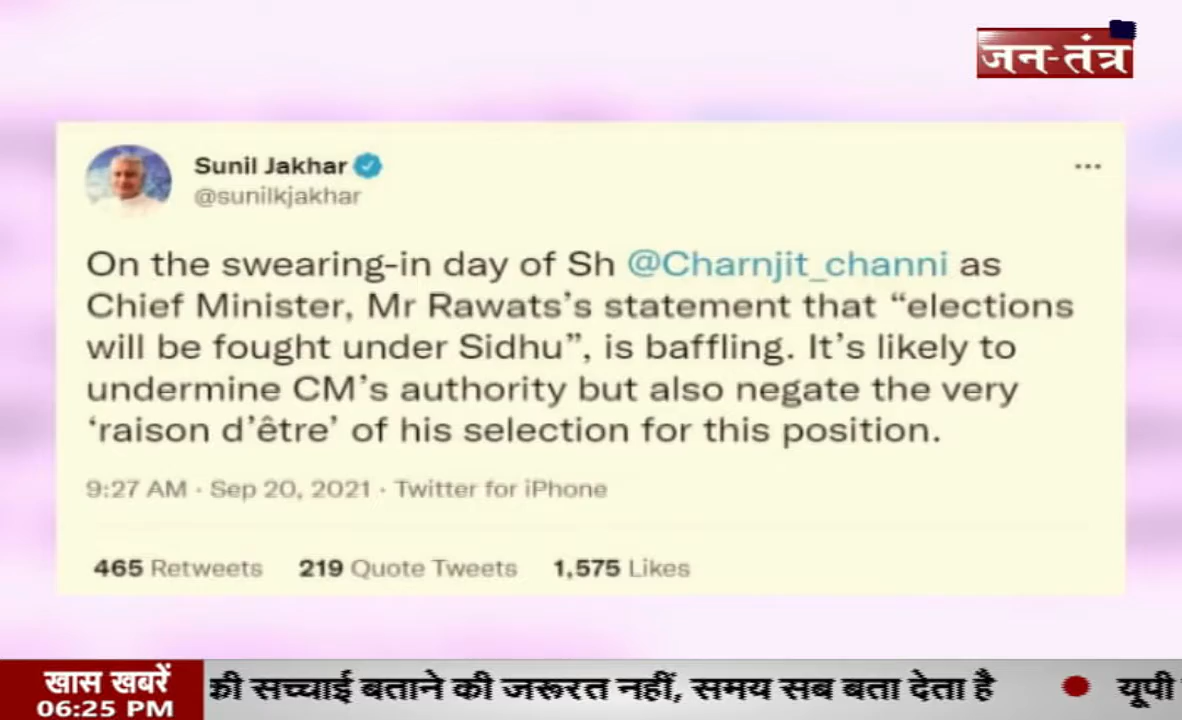 जन-तंत्र
Sunil Jakhar
@sunilkjakhar
On the swearing-in day of Sh @Charnjit_channi as
Chief Minister, Mr Rawats’s statement that “elections
will be fought under Sidhu”, is baffling. It’s likely to
undermine CM’s authority but also negate the very
‘raison d’être’ of his selection for this position.
9:27 AM · Sep 20, 2021 · Twitter for iPhone
465 Retweets 219 Quote Tweets 1,575 Likes
खास खबरें
06:25 PM
की सच्चाई बताने की जरूरत नहीं, समय सब बता देता है
यूपी